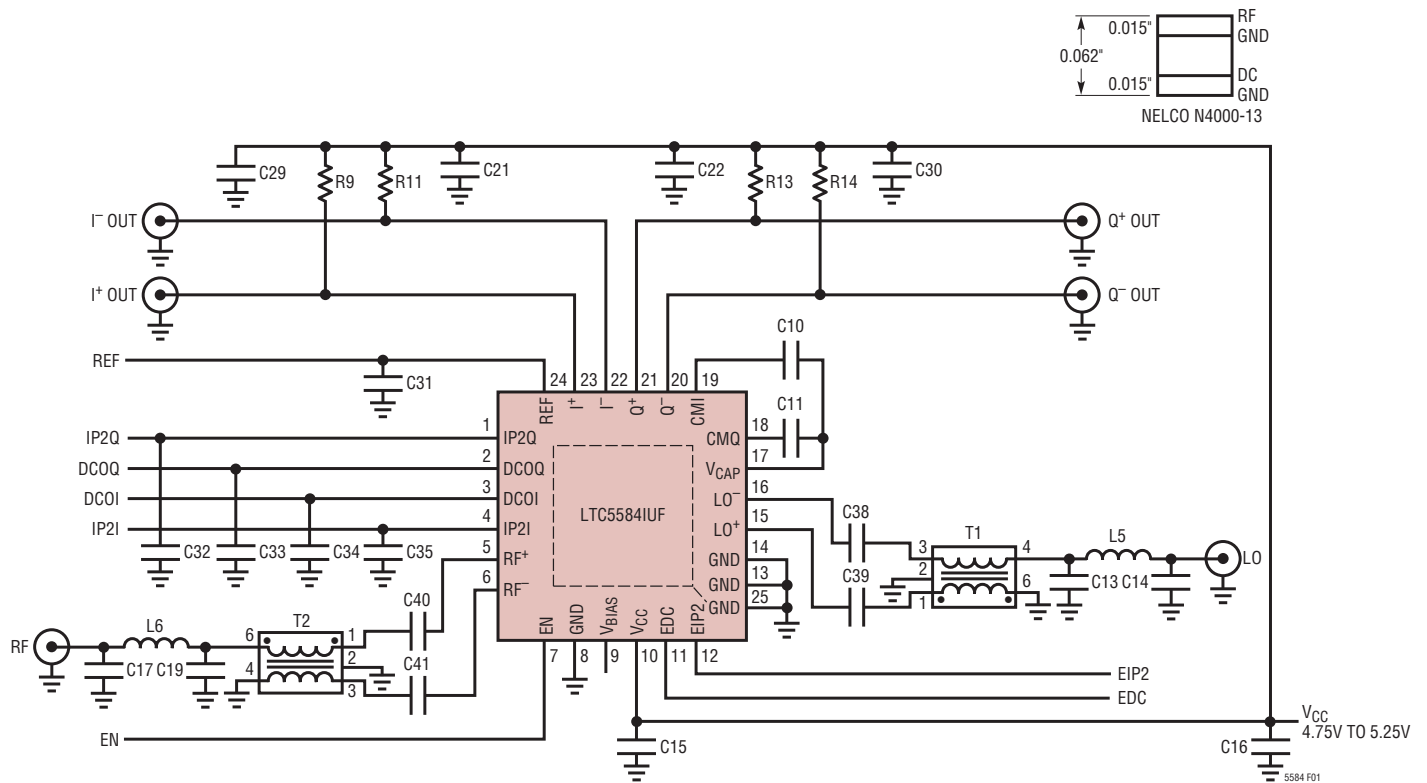 RF
0.015"
GND
0.062"
DC
0.015"
GND
NELCO N4000-13
C29
R9
R11
C21
C22
R13
R14
C30
I⁻ OUT
Q⁺ OUT
I⁺ OUT
Q⁻ OUT
C10
REF
C31
24 23 22 21 20 19
REF I⁺ I⁻ Q⁺ Q⁻ CMI
C11
IP2Q 1 IP2Q
CMQ 18
DCOQ 2 DCOQ
VCAP 17
DCOI 3 DCOI
LTC5584IUF
LO⁻ 16
C38
IP2I 4 IP2I
LO⁺ 15
C39
T1
3 4
2
1 6
L5
LO
C13 C14
C32 C33 C34 C35
5 RF⁺
6 RF⁻
GND 14
GND 13
GND 25
C40
C41
RF
L6
C17 C19
T2
6 1
2
4 3
EN GND VBIAS VCC EDC EIP2
7 8 9 10 11 12
EIP2
EDC
EN
C15
VCC
4.75V TO 5.25V
C16
5584 F01